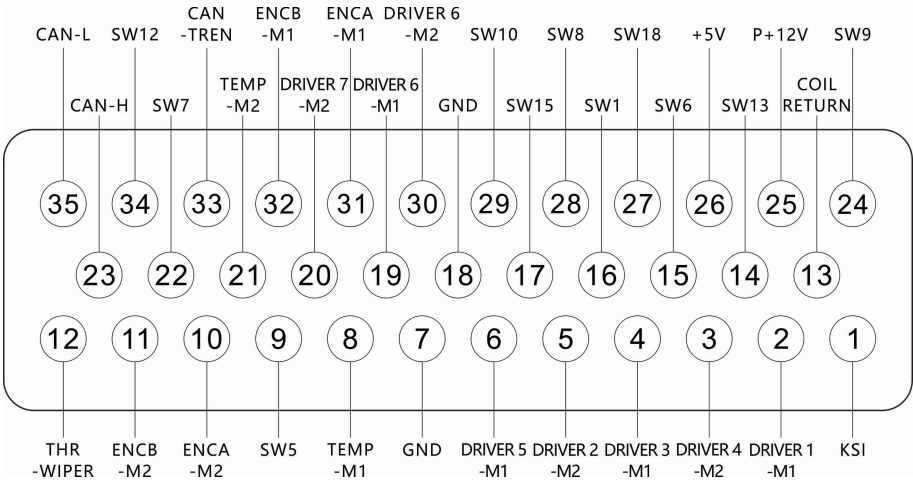 CAN-L
SW12
CAN
-TREN
ENCB
-M1
ENCA
-M1
DRIVER 6
-M2
SW10
SW8
SW18
+5V
P+12V
SW9
CAN-H
SW7
TEMP
-M2
DRIVER 7
-M2
DRIVER 6
-M1
GND
SW15
SW1
SW6
SW13
COIL
RETURN
35 34 33 32 31 30 29 28 27 26 25 24
23 22 21 20 19 18 17 16 15 14 13
12 11 10 9 8 7 6 5 4 3 2 1
THR
-WIPER
ENCB
-M2
ENCA
-M2
SW5
TEMP
-M1
GND
DRIVER 5
-M1
DRIVER 2
-M2
DRIVER 3
-M1
DRIVER 4
-M2
DRIVER 1
-M1
KSI